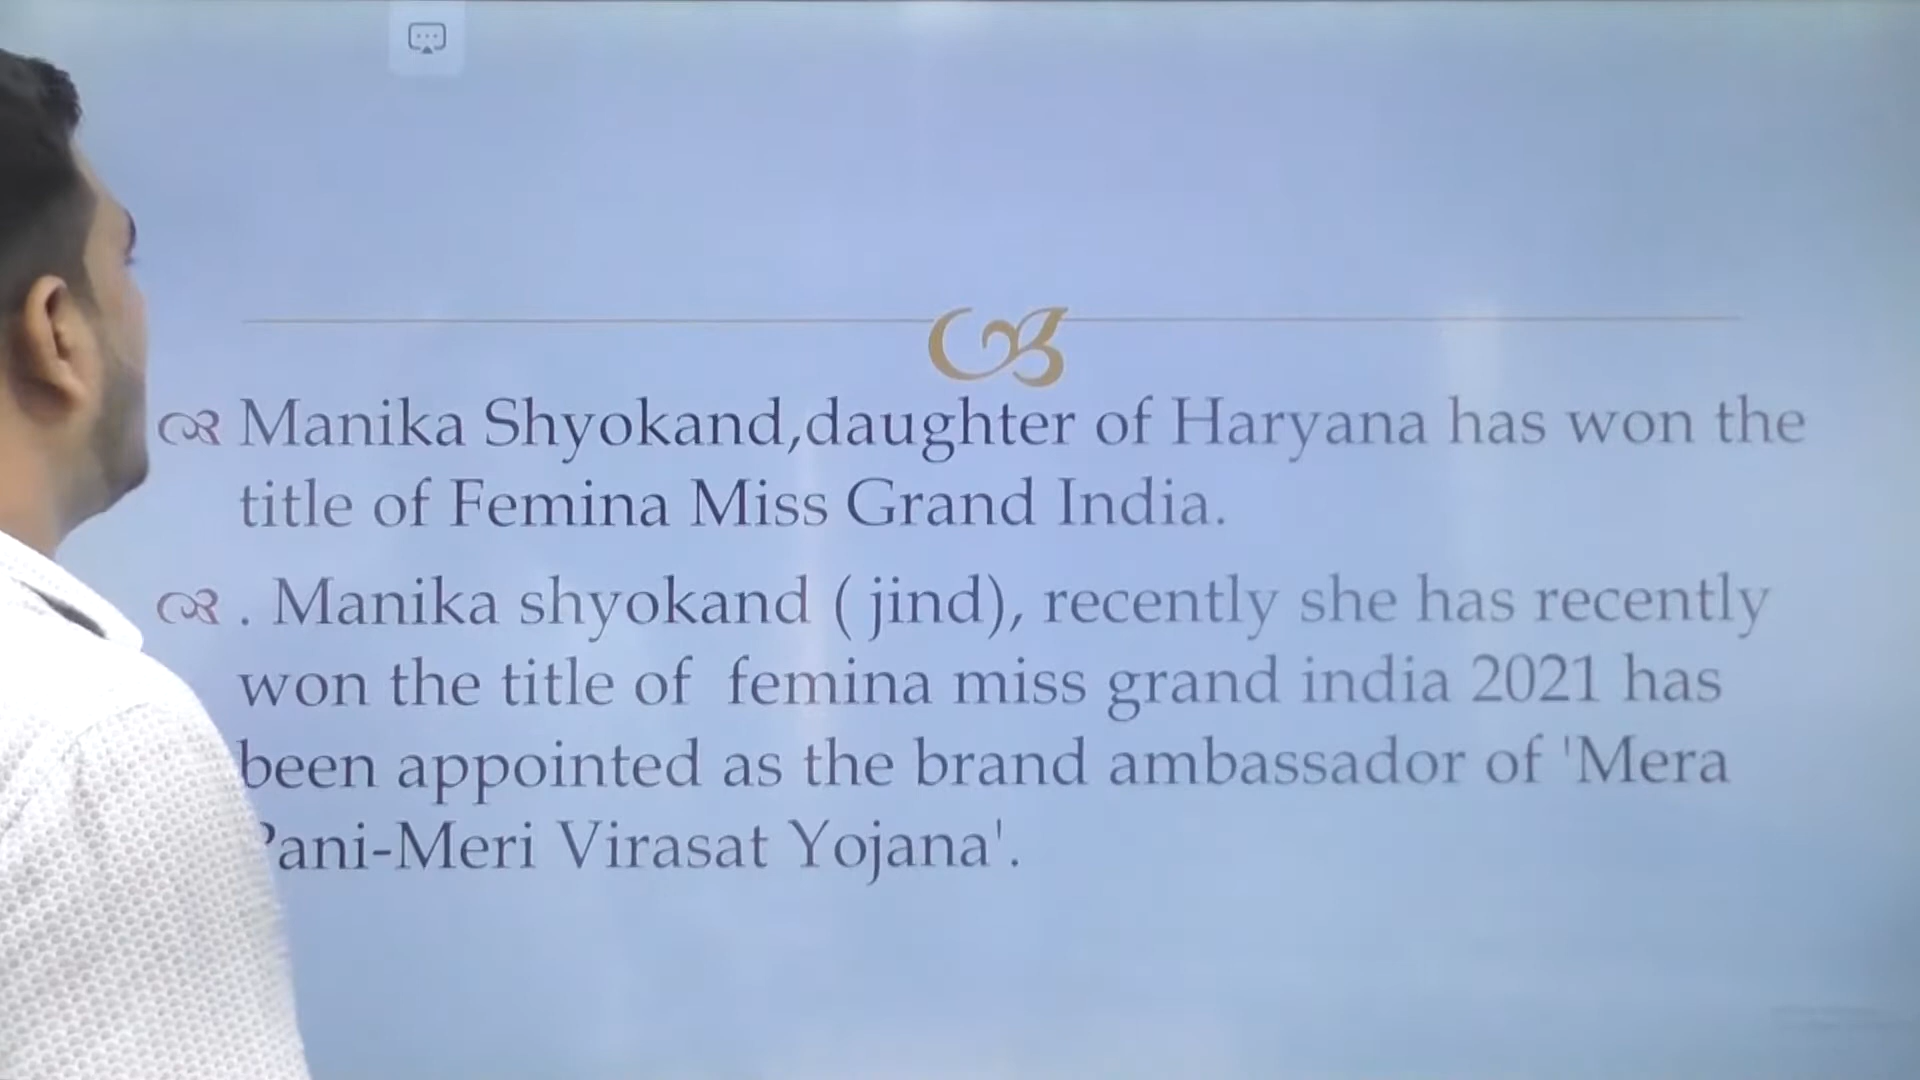 Manika Shyokand,daughter of Haryana has won the
title of Femina Miss Grand India.
. Manika shyokand ( jind), recently she has recently
won the title of femina miss grand india 2021 has
been appointed as the brand ambassador of 'Mera
Pani-Meri Virasat Yojana'.